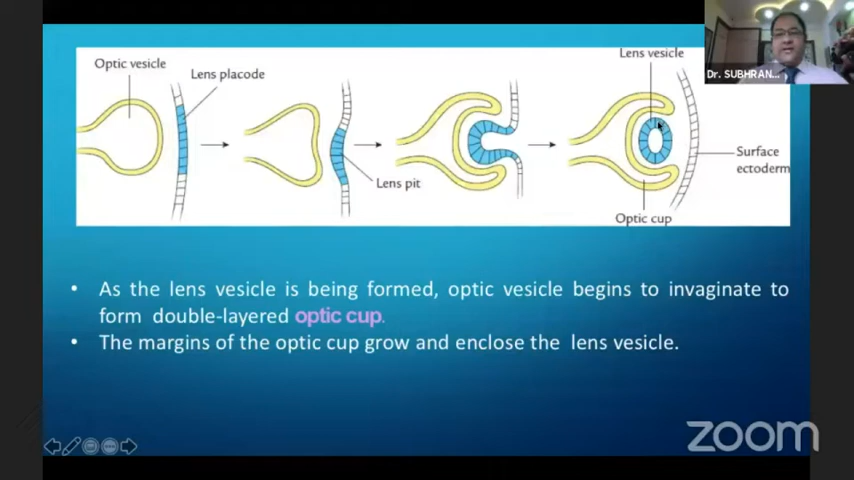 Optic vesicle
Lens placode
Lens pit
Lens vesicle
Surface
ectoderm
Optic cup
Dr. SUBHRAN...
• As the lens vesicle is being formed, optic vesicle begins to invaginate to
form double-layered optic cup.
• The margins of the optic cup grow and enclose the lens vesicle.
zoom